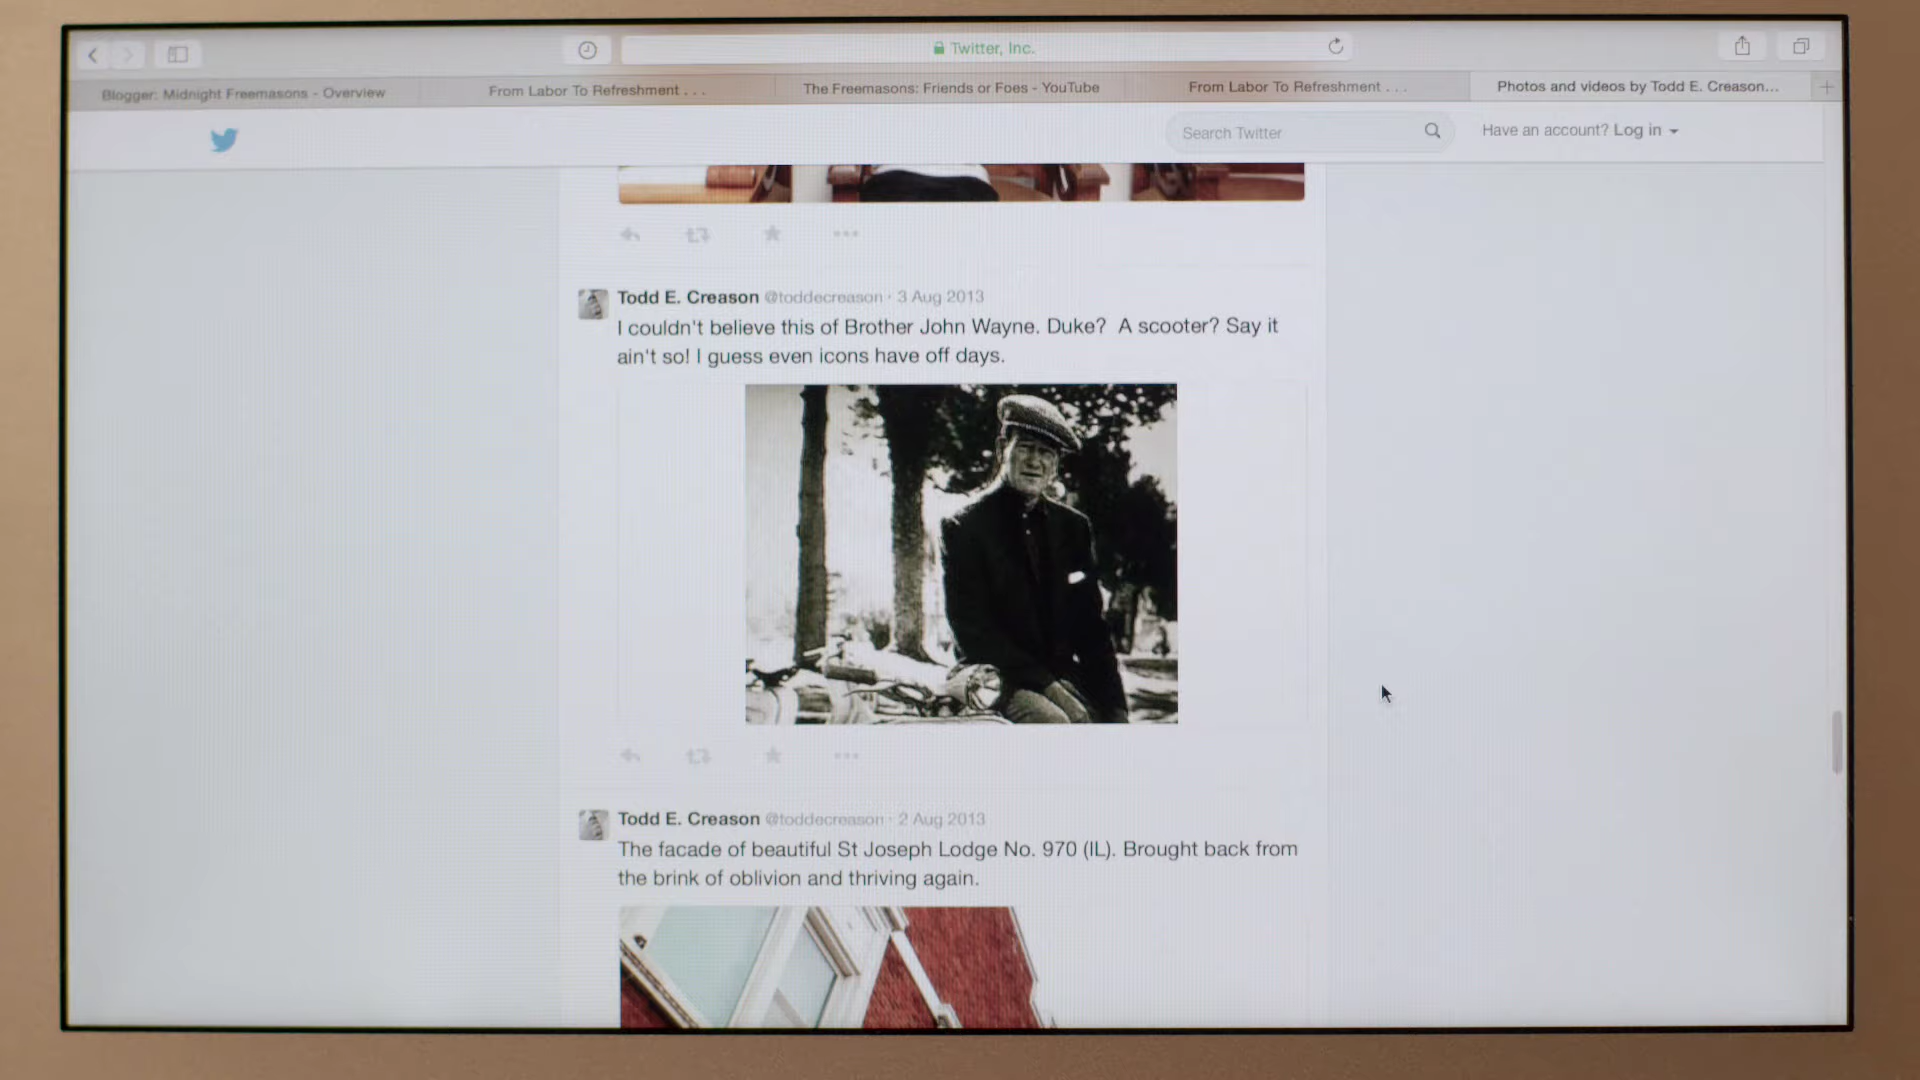 Twitter, Inc.
Blogger: Midnight Freemasons - Overview
From Labor To Refreshment . . .
The Freemasons: Friends or Foes - YouTube
From Labor To Refreshment . . .
Photos and videos by Todd E. Creason...
Search Twitter
Have an account? Log in
Todd E. Creason @toddecreason · 3 Aug 2013
I couldn't believe this of Brother John Wayne. Duke? A scooter? Say it
ain't so! I guess even icons have off days.
Todd E. Creason @toddecreason · 2 Aug 2013
The facade of beautiful St Joseph Lodge No. 970 (IL). Brought back from
the brink of oblivion and thriving again.